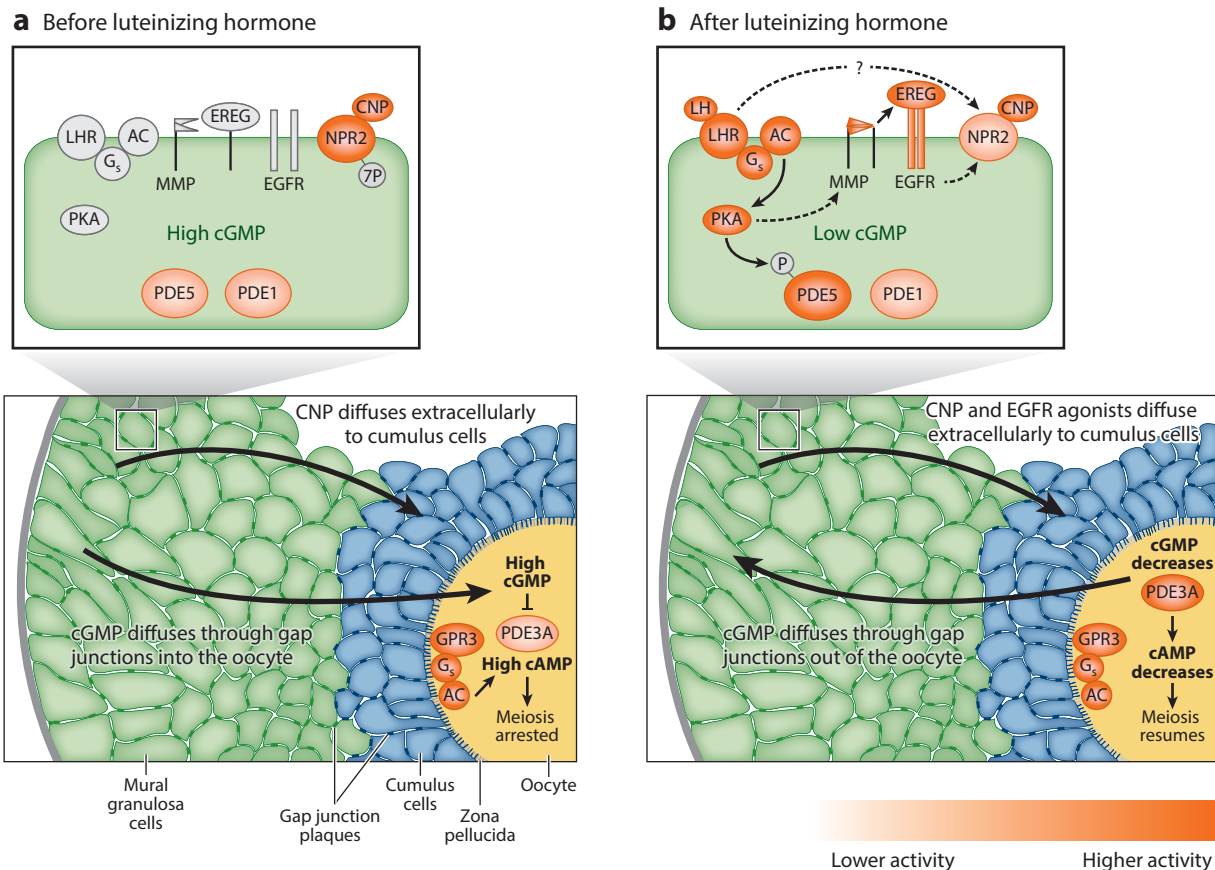 a Before luteinizing hormone
LHR
AC
Gs
EREG
MMP
EGFR
CNP
NPR2
7P
PKA
High cGMP
PDE5
PDE1
CNP diffuses extracellularly
to cumulus cells
cGMP diffuses through gap
junctions into the oocyte
High
cGMP
PDE3A
GPR3
Gs
AC
High cAMP
Meiosis
arrested
Mural
granulosa
cells
Gap junction
plaques
Cumulus
cells
Zona
pellucida
Oocyte
b After luteinizing hormone
?
LH
LHR
AC
Gs
EREG
MMP
EGFR
CNP
NPR2
PKA
Low cGMP
P
PDE5
PDE1
CNP and EGFR agonists diffuse
extracellularly to cumulus cells
cGMP diffuses through gap
junctions out of the oocyte
cGMP
decreases
PDE3A
GPR3
Gs
AC
cAMP
decreases
Meiosis
resumes
Lower activity
Higher activity